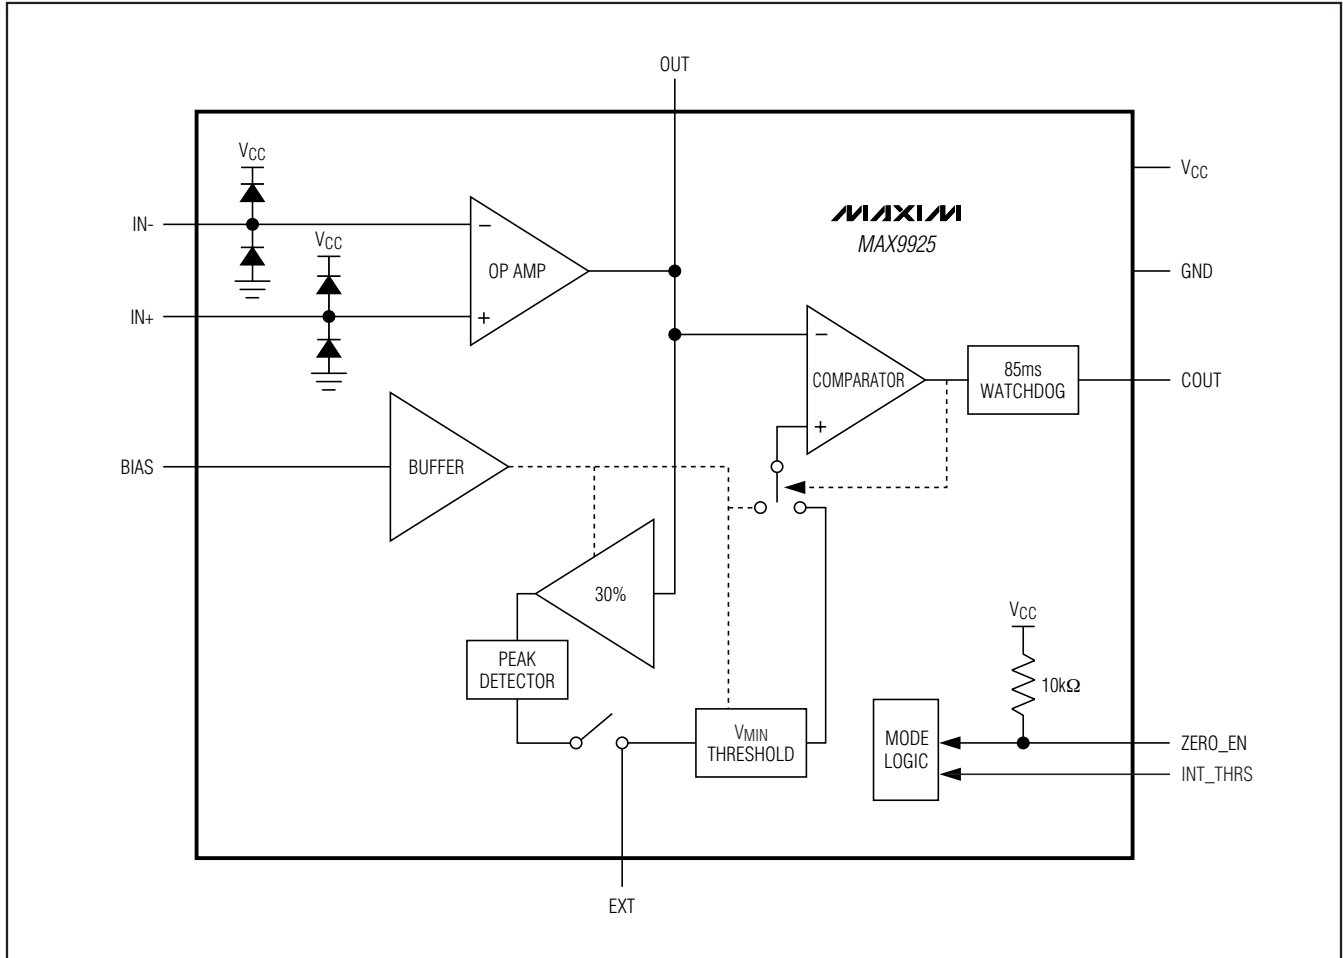 OUT
VCC
VCC
IN-
MAXIM
MAX9925
VCC
−
OP AMP
GND
IN+
+
−
COMPARATOR
85ms
WATCHDOG
COUT
+
BIAS
BUFFER
30%
VCC
PEAK
DETECTOR
10kΩ
VMIN
THRESHOLD
MODE
LOGIC
ZERO_EN
INT_THRS
EXT